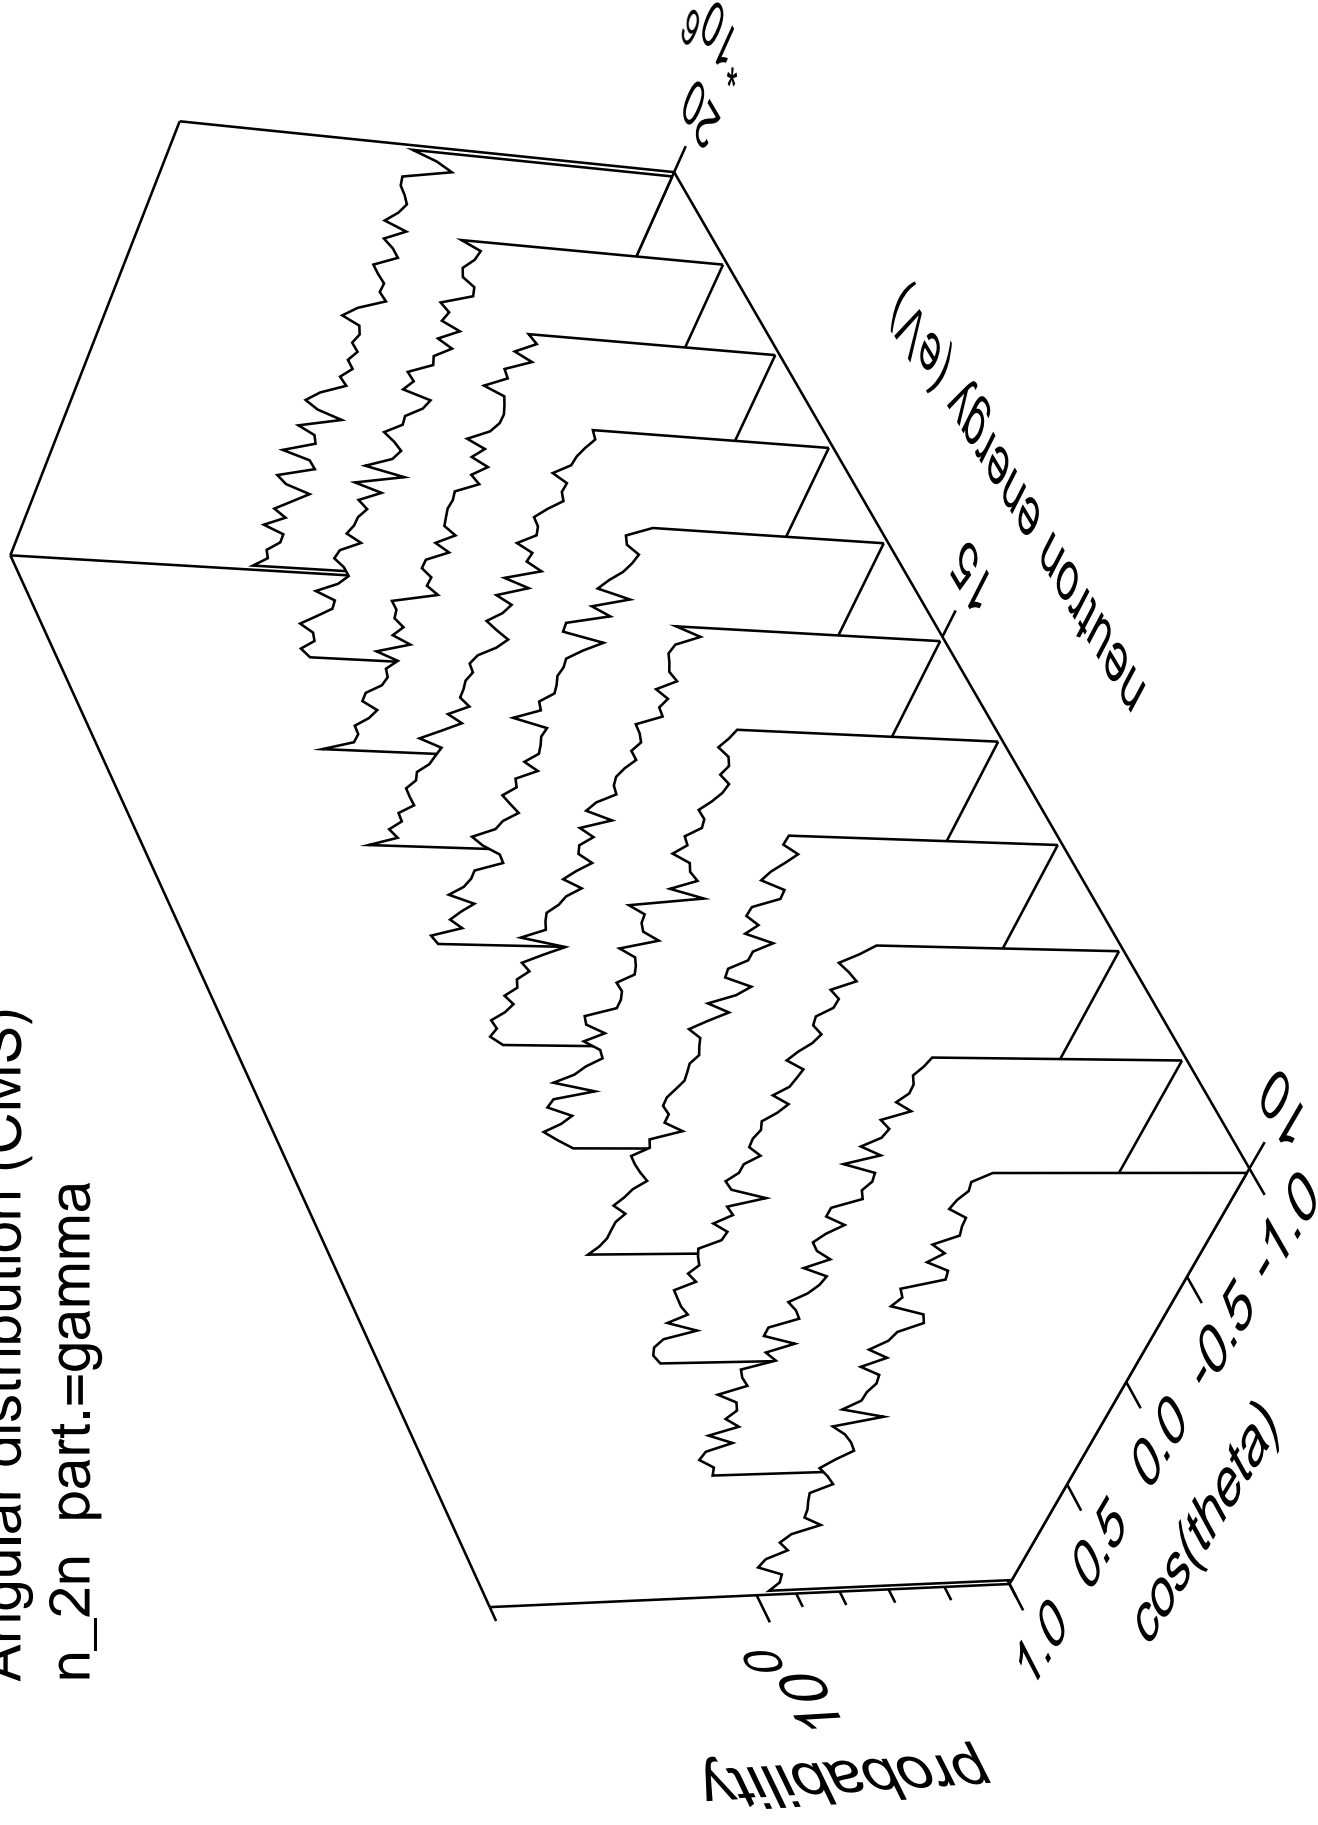 Angular distribution (CMS)
n_2n part.=gamma
probability
10^0
1.0
0.5
0.0
-0.5
-1.0
cos(theta)
10
15
20
* 10^6
neutron energy (eV)